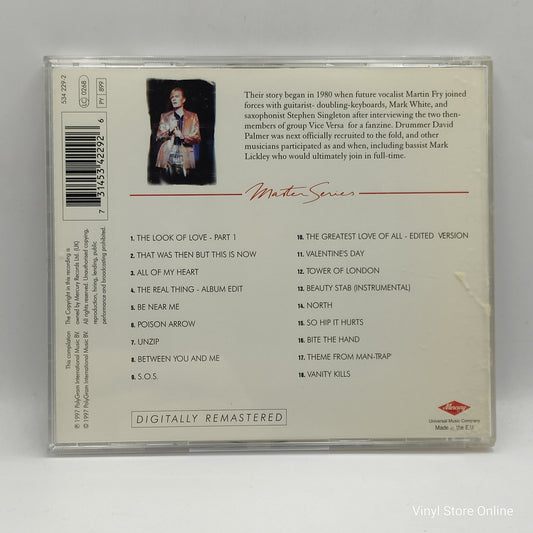 Their story began in 1980 when future vocalist Martin Fry joined
forces with guitarist- doubling-keyboards, Mark White, and
saxophonist Stephen Singleton after interviewing the two then-
members of group Vice Versa for a fanzine. Drummer David
Palmer was next officially recruited to the fold, and other
musicians participated as and when, including bassist Mark
Lickley who would ultimately join in full-time.
Master Series
1. THE LOOK OF LOVE - PART 1
2. THAT WAS THEN BUT THIS IS NOW
3. ALL OF MY HEART
4. THE REAL THING - ALBUM EDIT
5. BE NEAR ME
6. POISON ARROW
7. UNZIP
8. BETWEEN YOU AND ME
9. S.O.S.
10. THE GREATEST LOVE OF ALL - EDITED VERSION
11. VALENTINE'S DAY
12. TOWER OF LONDON
13. BEAUTY STAB (INSTRUMENTAL)
14. NORTH
15. SO HIP IT HURTS
16. BITE THE HAND
17. THEME FROM MAN-TRAP
18. VANITY KILLS
DIGITALLY REMASTERED
Mercury
Universal Music Company
Made in the E.U.
534 229-2
LC 0268
PY 899
7 31453 42292 6
The Copyright in this recording is
owned by Mercury Records Ltd. (UK)
All rights reserved. Unauthorised copying,
reproduction, hiring, lending, public
performance and broadcasting prohibited.
This compilation
℗ 1997 PolyGram International Music BV.
© 1997 PolyGram International Music BV.
Vinyl Store Online